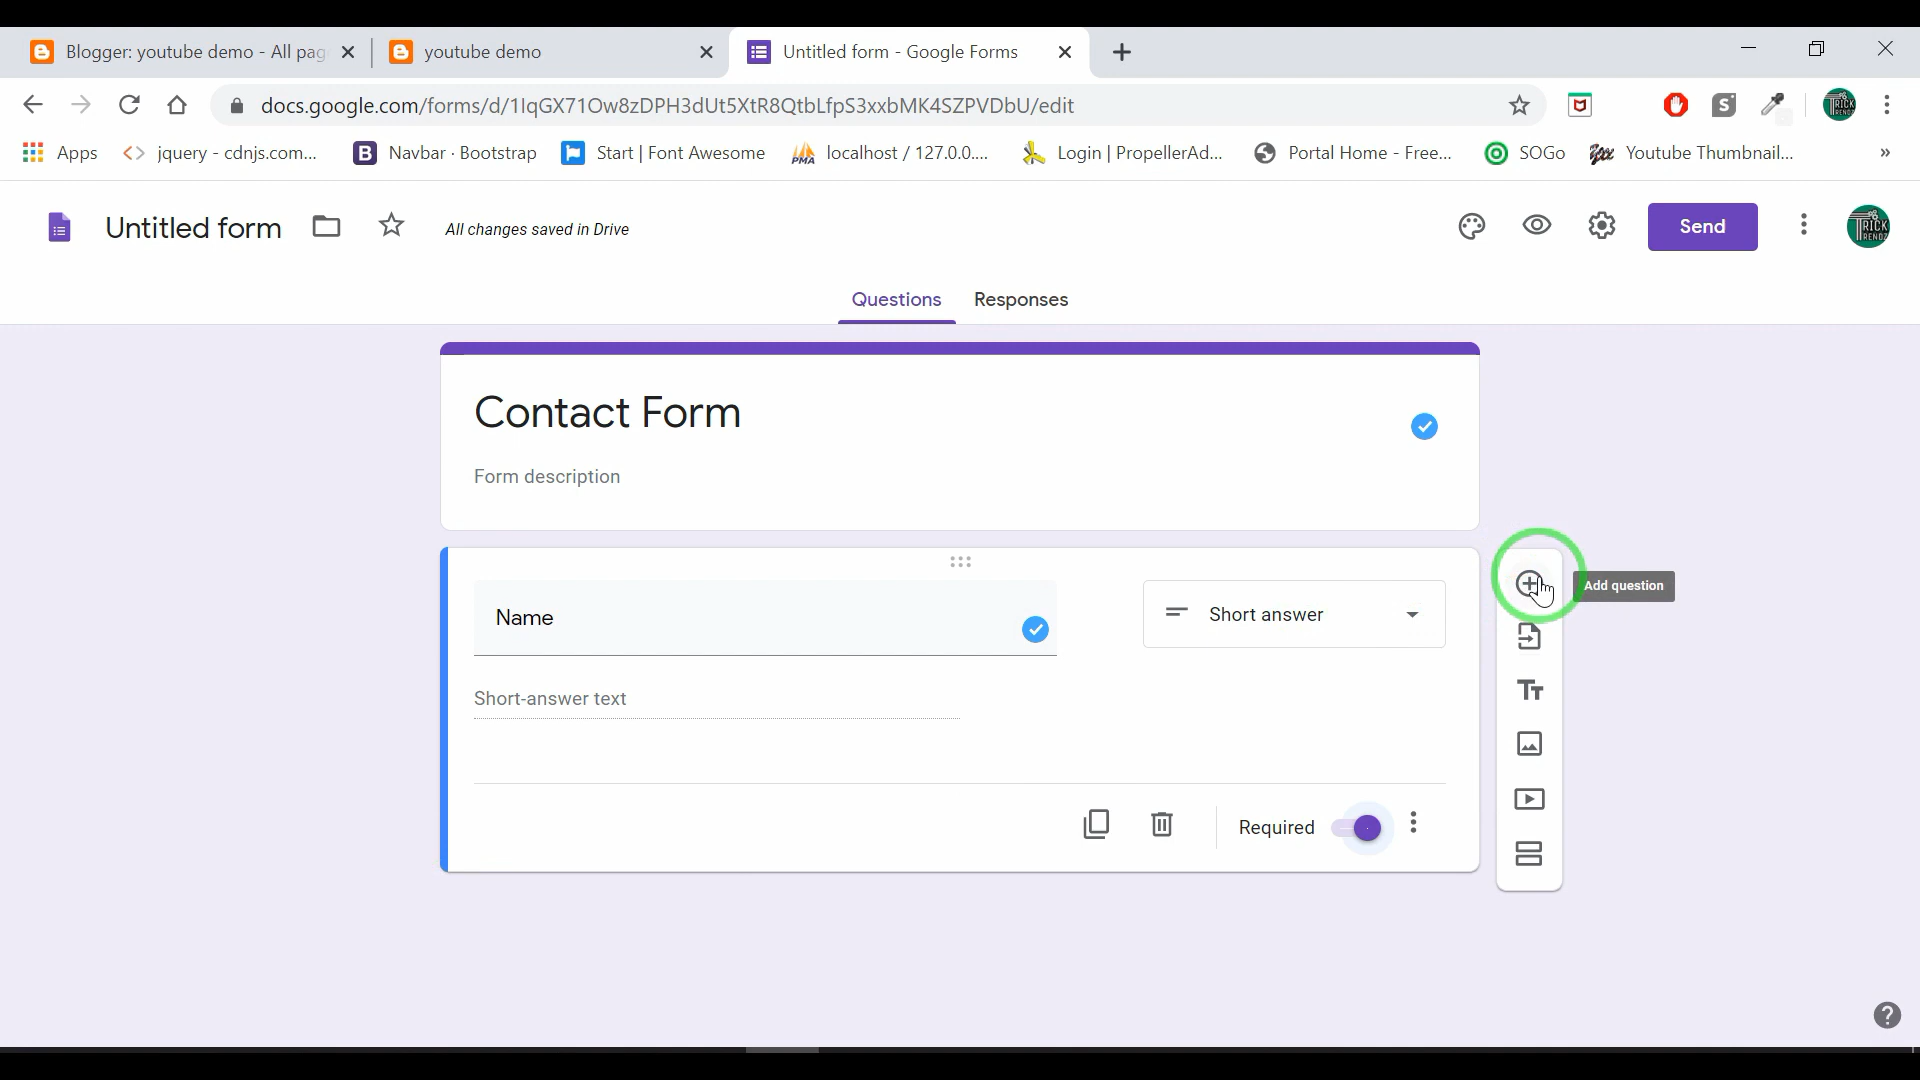 Blogger: youtube demo - All pag
youtube demo
Untitled form - Google Forms
docs.google.com/forms/d/1IqGX71Ow8zDPH3dUt5XtR8QtbLfpS3xxbMK4SZPVDbU/edit
Apps
jquery - cdnjs.com...
B
Navbar · Bootstrap
Start | Font Awesome
PMA
localhost / 127.0.0....
Login | PropellerAd...
Portal Home - Free...
SOGo
Youtube Thumbnail...
»
Untitled form
All changes saved in Drive
Send
TRICK
TRENDZ
Questions
Responses
Contact Form
Form description
Name
Short answer
Add question
Short-answer text
Required